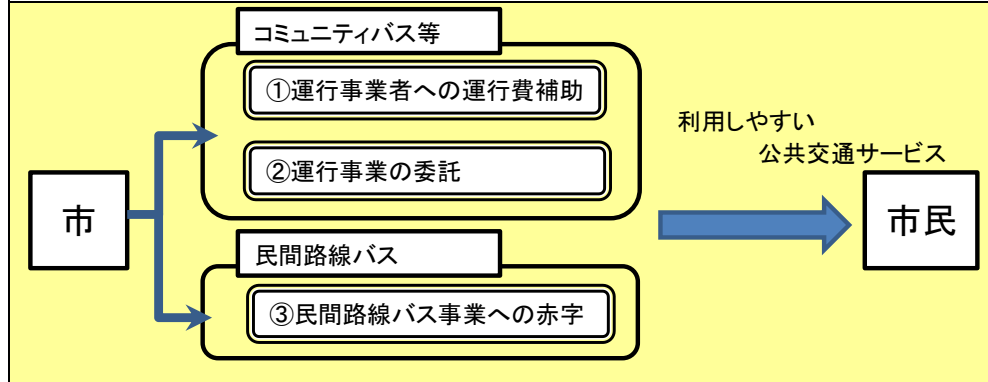 コミュニティバス等
①運行事業者への運行費補助
②運行事業の委託
市
民間路線バス
③民間路線バス事業への赤字
利用しやすい
公共交通サービス
市民